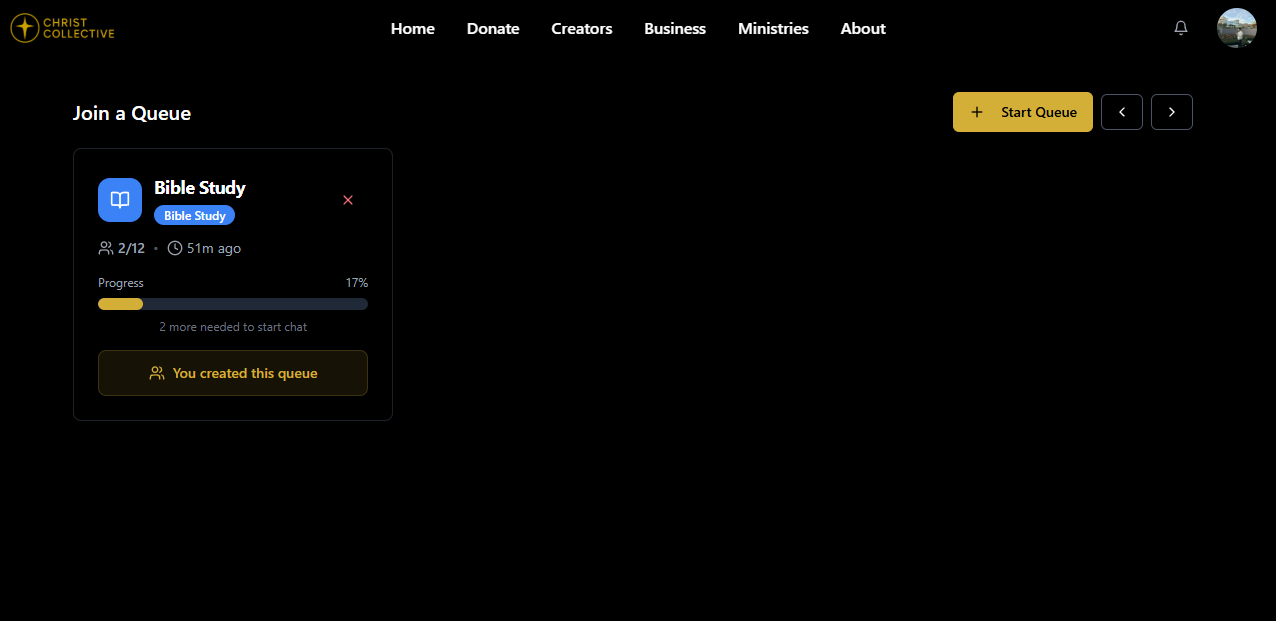 CHRIST
COLLECTIVE
Home Donate Creators Business Ministries About
Join a Queue
Start Queue
Bible Study
Bible Study
2/12 • 51m ago
Progress 17%
2 more needed to start chat
You created this queue